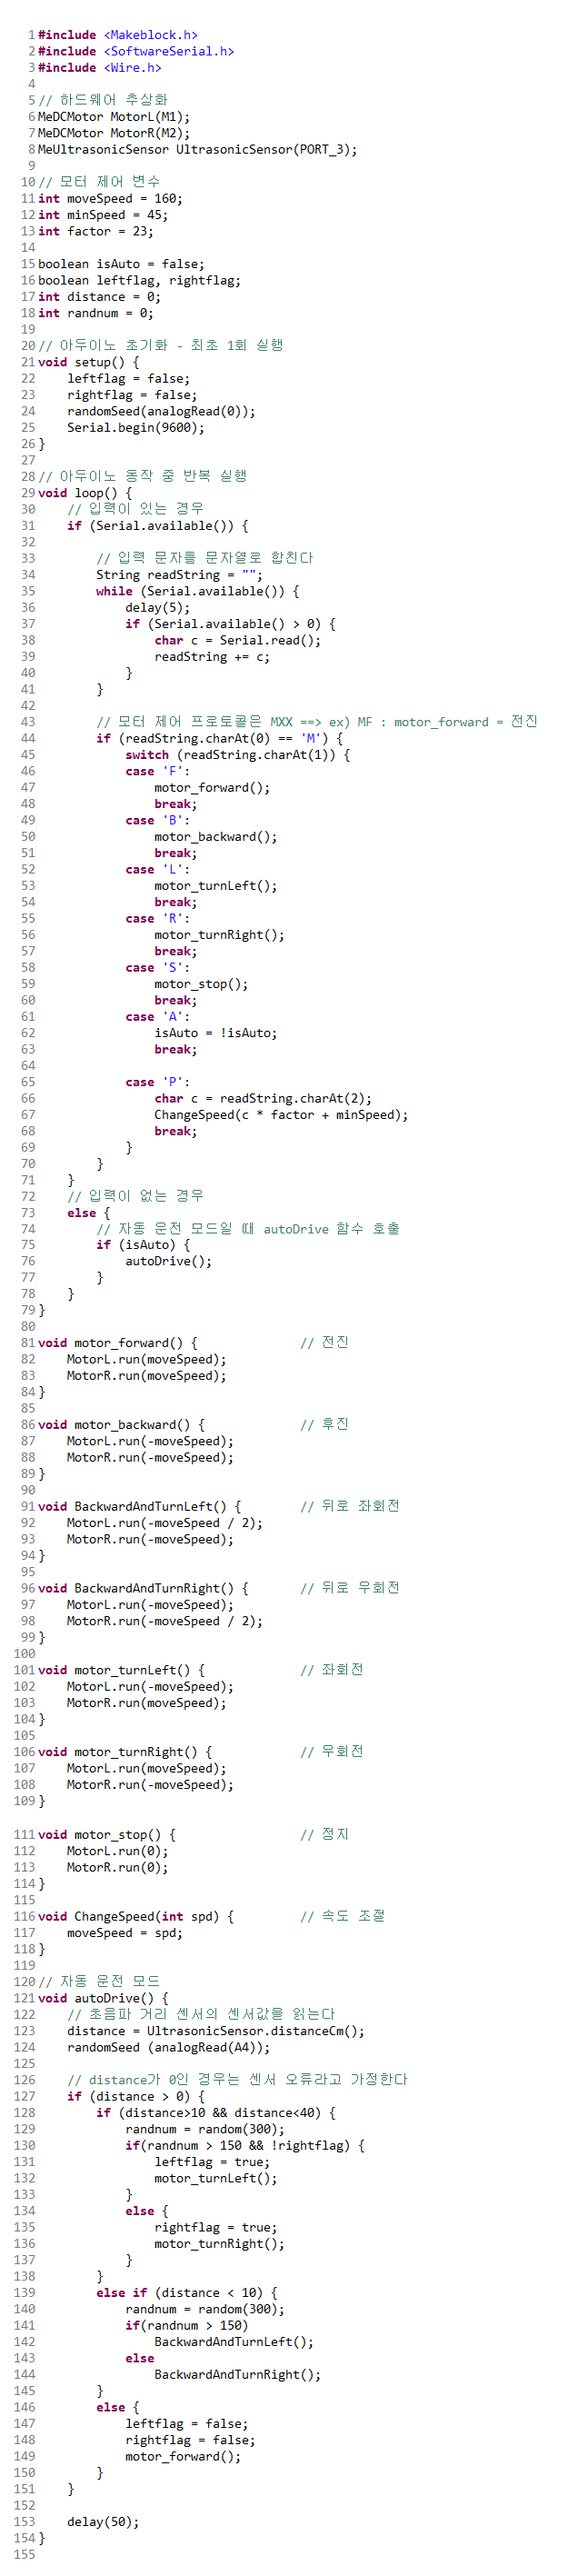 1 #include <Makeblock.h>
2 #include <SoftwareSerial.h>
3 #include <Wire.h>
4
5 // 하드웨어 추상화
6 MeDCMotor MotorL(M1);
7 MeDCMotor MotorR(M2);
8 MeUltrasonicSensor UltrasonicSensor(PORT_3);
9
10 // 모터 제어 변수
11 int moveSpeed = 160;
12 int minSpeed = 45;
13 int factor = 23;
14
15 boolean isAuto = false;
16 boolean leftflag, rightflag;
17 int distance = 0;
18 int randnum = 0;
19
20 // 아두이노 초기화 - 최초 1회 실행
21 void setup() {
22     leftflag = false;
23     rightflag = false;
24     randomSeed(analogRead(0));
25     Serial.begin(9600);
26 }
27
28 // 아두이노 동작 중 반복 실행
29 void loop() {
30     // 입력이 있는 경우
31     if (Serial.available()) {
32
33         // 입력 문자를 문자열로 합친다
34         String readString = "";
35         while (Serial.available()) {
36             delay(5);
37             if (Serial.available() > 0) {
38                 char c = Serial.read();
39                 readString += c;
40             }
41         }
42
43         // 모터 제어 프로토콜은 MXX ==> ex) MF : motor_forward = 전진
44         if (readString.charAt(0) == 'M') {
45             switch (readString.charAt(1)) {
46             case 'F':
47                 motor_forward();
48                 break;
49             case 'B':
50                 motor_backward();
51                 break;
52             case 'L':
53                 motor_turnLeft();
54                 break;
55             case 'R':
56                 motor_turnRight();
57                 break;
58             case 'S':
59                 motor_stop();
60                 break;
61             case 'A':
62                 isAuto = !isAuto;
63                 break;
64
65             case 'P':
66                 char c = readString.charAt(2);
67                 ChangeSpeed(c * factor + minSpeed);
68                 break;
69             }
70         }
71     }
72     // 입력이 없는 경우
73     else {
74         // 자동 운전 모드일 때 autoDrive 함수 호출
75         if (isAuto) {
76             autoDrive();
77         }
78     }
79 }
80
81 void motor_forward() {              // 전진
82     MotorL.run(moveSpeed);
83     MotorR.run(moveSpeed);
84 }
85
86 void motor_backward() {             // 후진
87     MotorL.run(-moveSpeed);
88     MotorR.run(-moveSpeed);
89 }
90
91 void BackwardAndTurnLeft() {        // 뒤로 좌회전
92     MotorL.run(-moveSpeed / 2);
93     MotorR.run(-moveSpeed);
94 }
95
96 void BackwardAndTurnRight() {       // 뒤로 우회전
97     MotorL.run(-moveSpeed);
98     MotorR.run(-moveSpeed / 2);
99 }
100
101 void motor_turnLeft() {             // 좌회전
102     MotorL.run(-moveSpeed);
103     MotorR.run(moveSpeed);
104 }
105
106 void motor_turnRight() {            // 우회전
107     MotorL.run(moveSpeed);
108     MotorR.run(-moveSpeed);
109 }
111 void motor_stop() {                 // 정지
112     MotorL.run(0);
113     MotorR.run(0);
114 }
115
116 void ChangeSpeed(int spd) {         // 속도 조절
117     moveSpeed = spd;
118 }
119
120 // 자동 운전 모드
121 void autoDrive() {
122     // 초음파 거리 센서의 센서값을 읽는다
123     distance = UltrasonicSensor.distanceCm();
124     randomSeed (analogRead(A4));
125
126     // distance가 0인 경우는 센서 오류라고 가정한다
127     if (distance > 0) {
128         if (distance>10 && distance<40) {
129             randnum = random(300);
130             if(randnum > 150 && !rightflag) {
131                 leftflag = true;
132                 motor_turnLeft();
133             }
134             else {
135                 rightflag = true;
136                 motor_turnRight();
137             }
138         }
139         else if (distance < 10) {
140             randnum = random(300);
141             if(randnum > 150)
142                 BackwardAndTurnLeft();
143             else
144                 BackwardAndTurnRight();
145         }
146         else {
147             leftflag = false;
148             rightflag = false;
149             motor_forward();
150         }
151     }
152
153     delay(50);
154 }
155